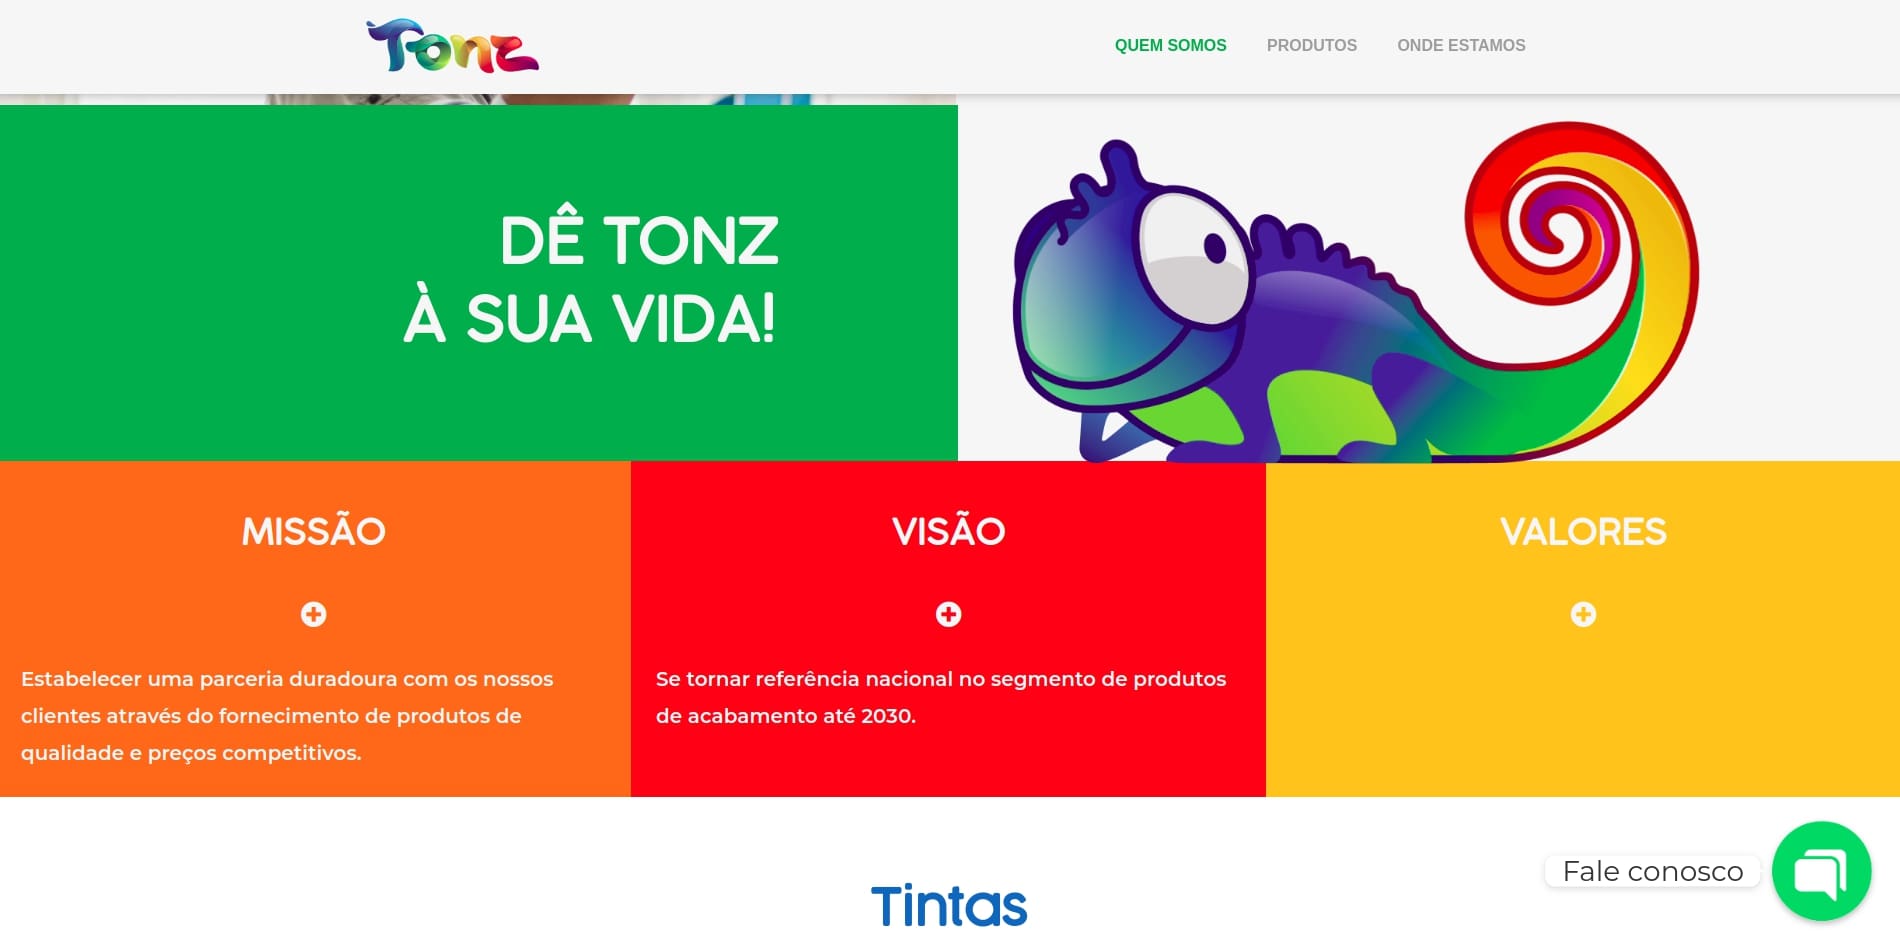 Tonz
QUEM SOMOS
PRODUTOS
ONDE ESTAMOS
DÊ TONZ
À SUA VIDA!
MISSÃO
Estabelecer uma parceria duradoura com os nossos
clientes através do fornecimento de produtos de
qualidade e preços competitivos.
VISÃO
Se tornar referência nacional no segmento de produtos
de acabamento até 2030.
VALORES
Tintas
Fale conosco